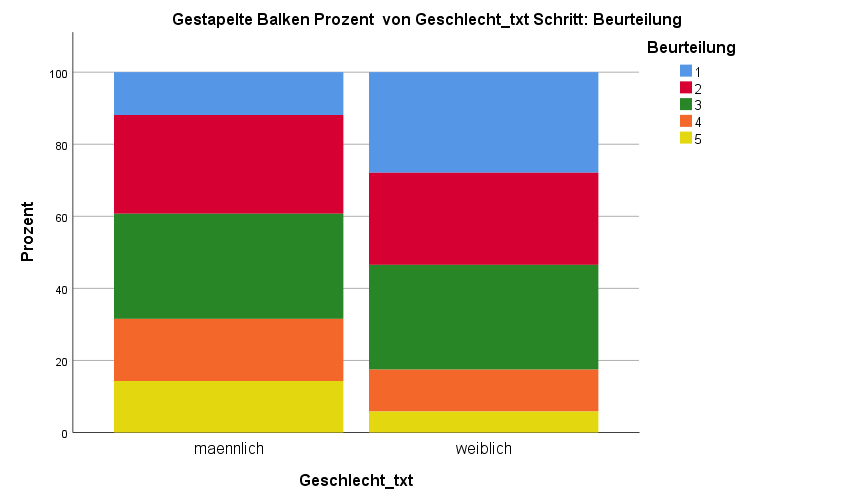 Gestapelte Balken Prozent  von Geschlecht_txt Schritt: Beurteilung
Beurteilung
1
2
3
4
5
100
80
60
40
20
0
Prozent
maennlich
weiblich
Geschlecht_txt